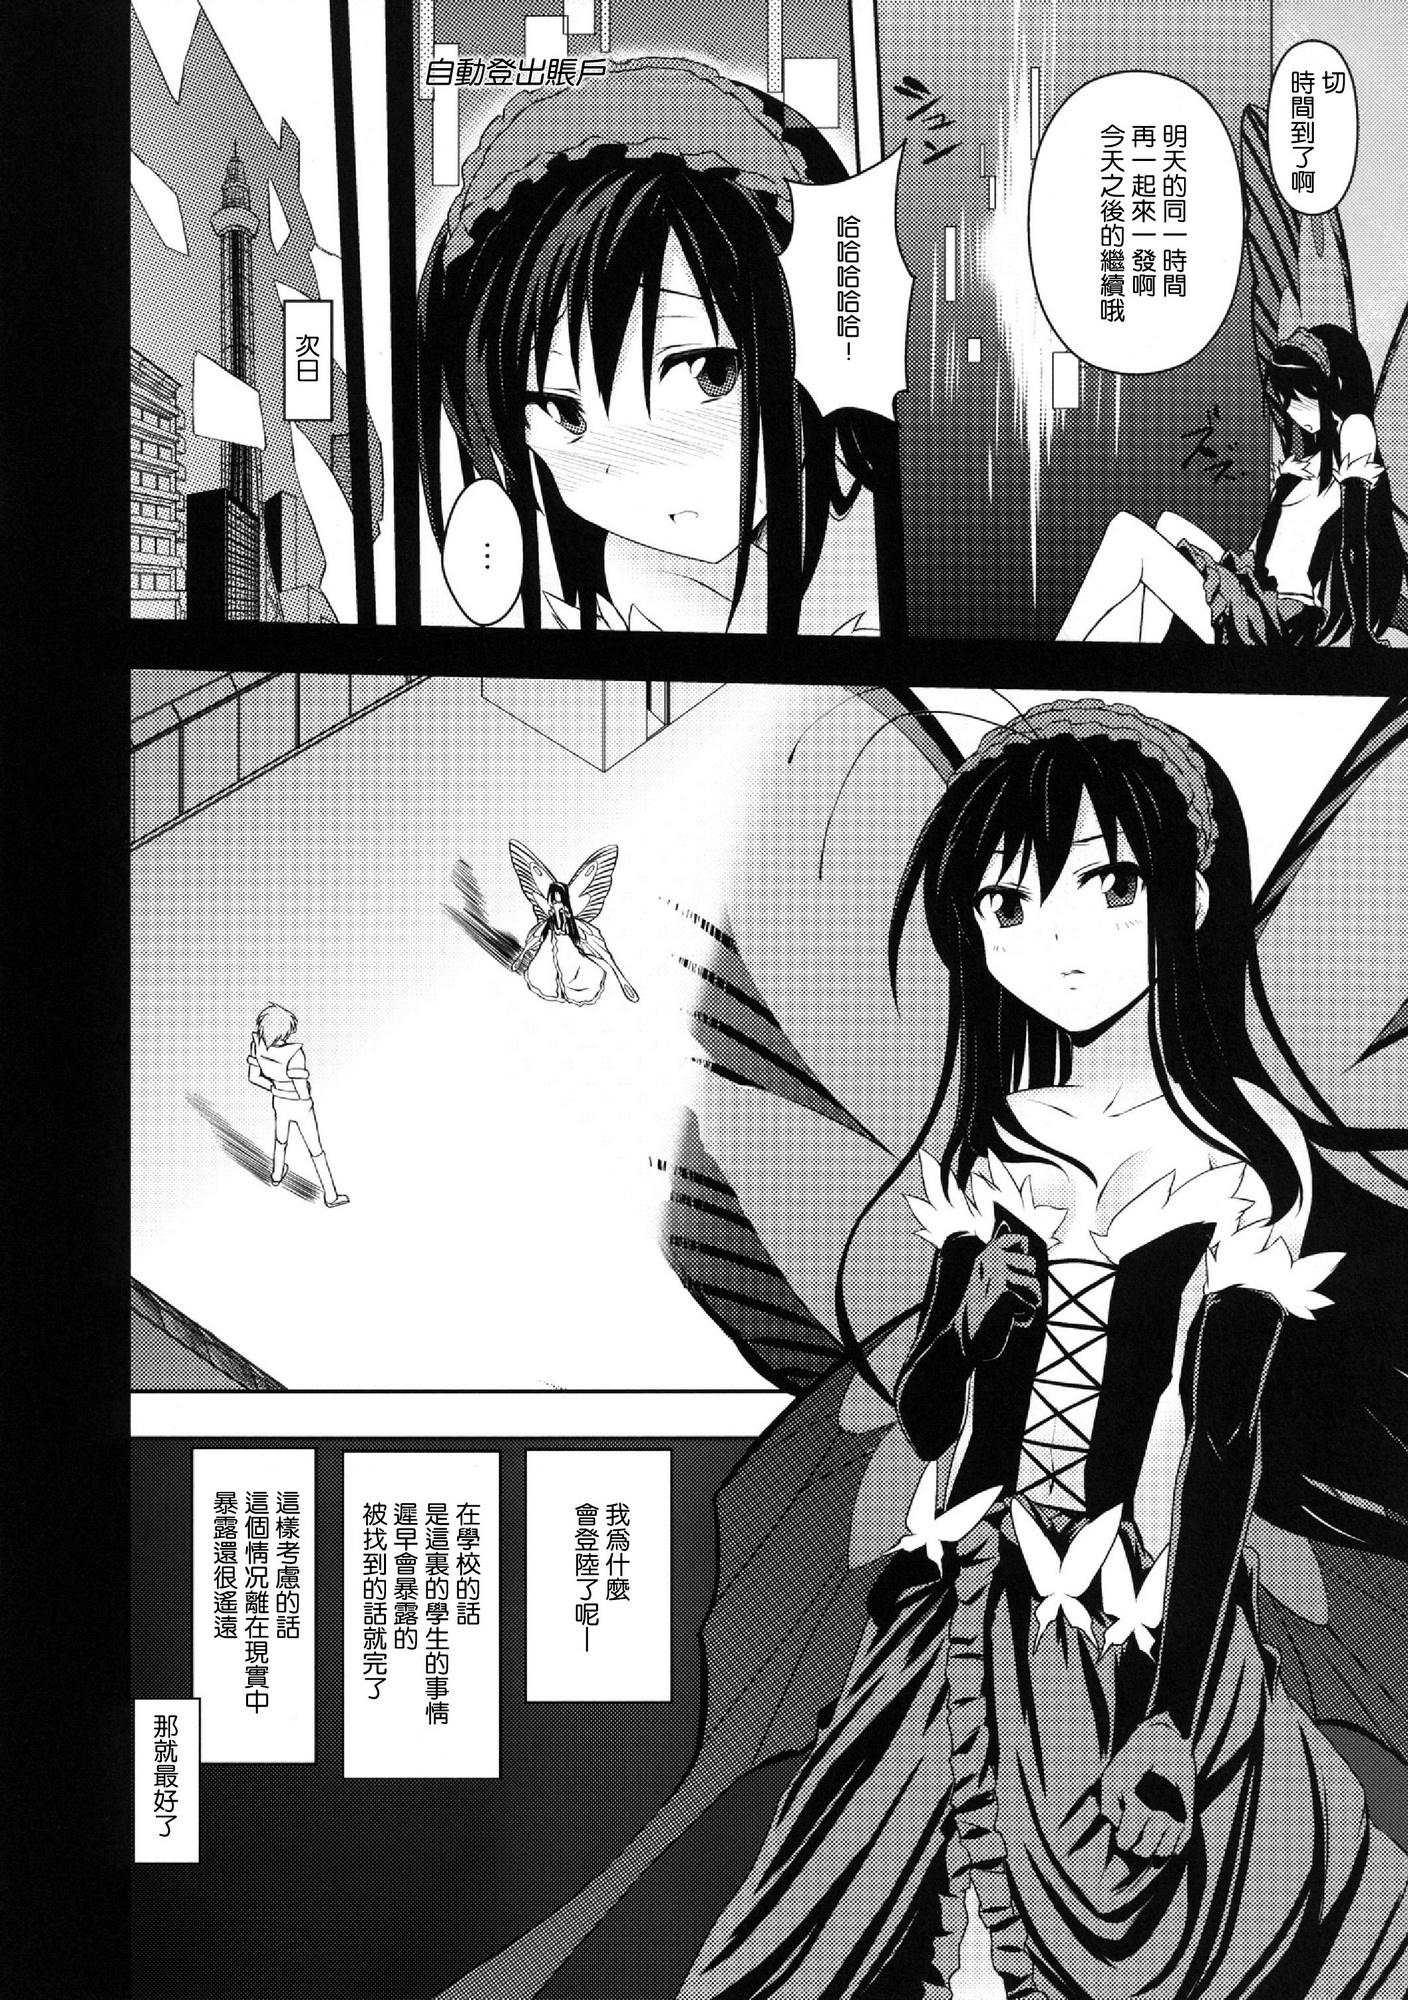 切
時間到了啊
明天的同一時間
再一起來一發啊
今天之後的繼續哦
ズズ
シュン
哈哈哈哈哈！
自動登出賬戶
…
次日
我爲什麼
會登陸了呢—
在學校的話
是這裏的學生的事情
遲早會暴露的
被找到的話就完了
這樣考慮的話
這個情況離在現實中
暴露還很遙遠
那就最好了